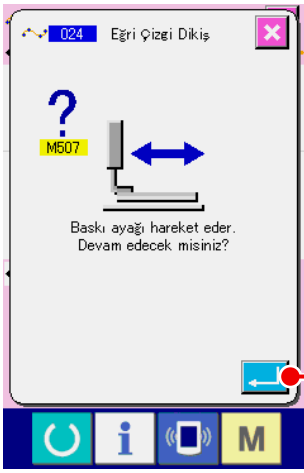 024 Eğri Çizgi Dikiş
?
M507
Baskı ayağı hareket eder.
Devam edecek misiniz?
i
M